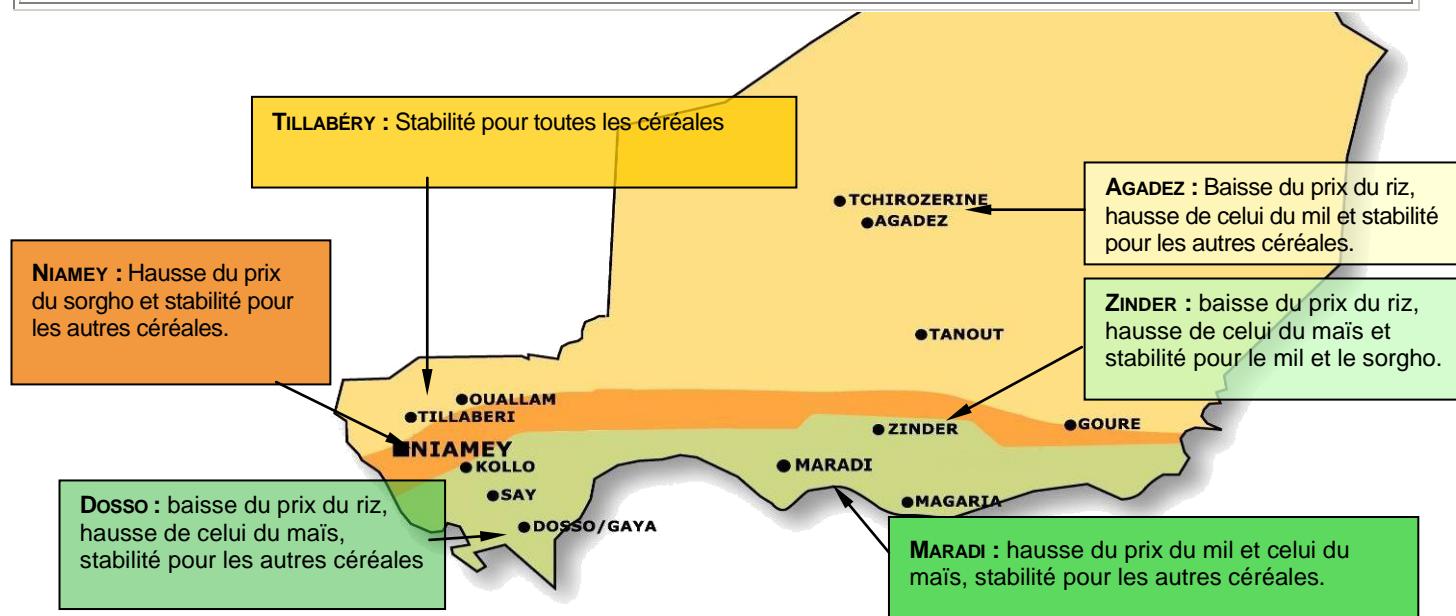 TILLABÉRY : Stabilité pour toutes les céréales
AGADEZ : Baisse du prix du riz,
hausse de celui du mil et stabilité
pour les autres céréales.
TCHIROZERINE
AGADEZ
NIAMEY : Hausse du prix
du sorgho et stabilité pour
les autres céréales.
ZINDER : baisse du prix du riz,
hausse de celui du maïs et
stabilité pour le mil et le sorgho.
TANOUT
OUALLAM
TILLABERI
ZINDER
GOURE
NIAMEY
KOLLO
MARADI
SAY
MAGARIA
DOSSO/GAYA
DOSSO : baisse du prix du riz,
hausse de celui du maïs,
stabilité pour les autres céréales
MARADI : hausse du prix du mil et celui du
maïs, stabilité pour les autres céréales.